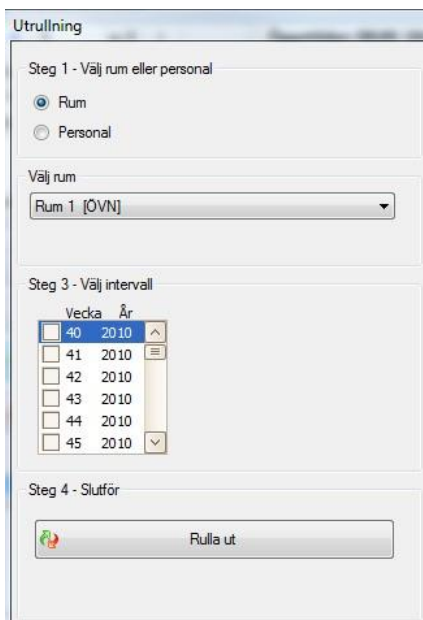 Utrullning
Steg 1 - Välj rum eller personal
Rum
Personal
Välj rum
Rum 1 [ÖVN]
Steg 3 - Välj intervall
Vecka År
40 2010
41 2010
42 2010
43 2010
44 2010
45 2010
Steg 4 - Slutför
Rulla ut